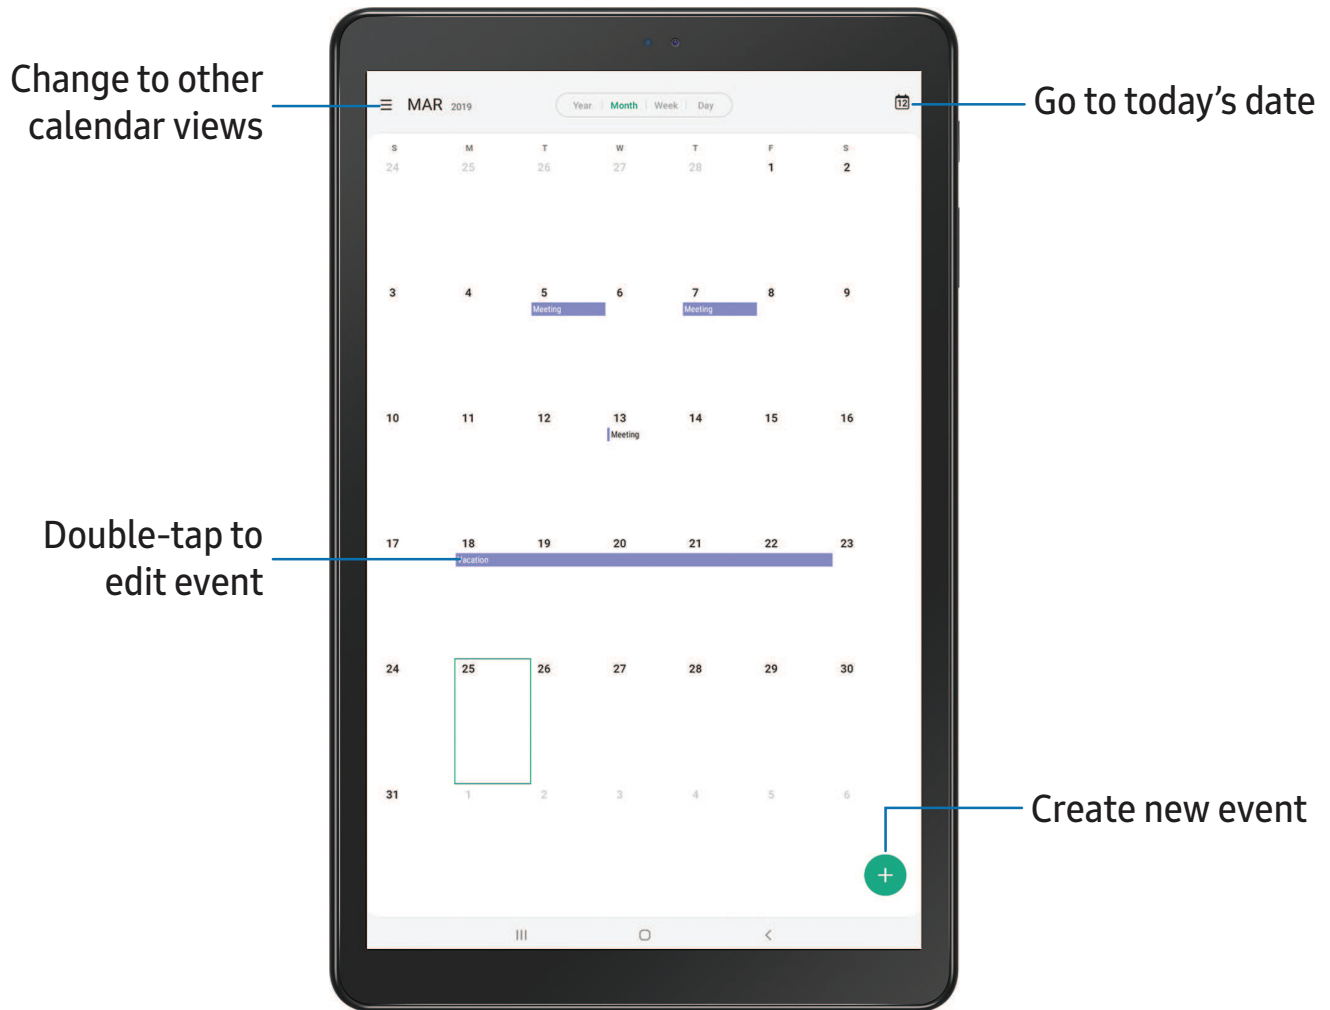 Change to other
calendar views
MAR 2019
Year Month Week Day
12
Go to today's date
S M T W T F S
24 25 26 27 28 1 2
3 4 5 6 7 8 9
Meeting Meeting
10 11 12 13 14 15 16
Meeting
Double-tap to
edit event
17 18 19 20 21 22 23
Vacation
24 25 26 27 28 29 30
31 1 2 3 4 5 6
Create new event